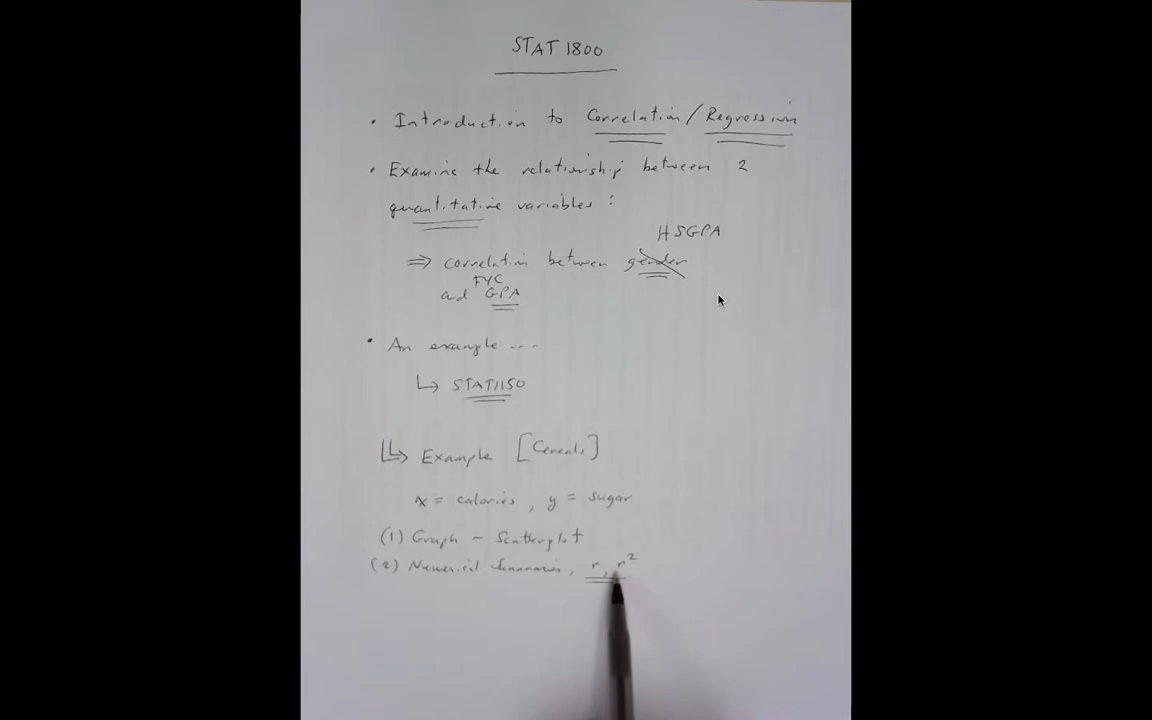 STAT 1800
• Introduction to Correlation/Regression
• Examine the relationship between 2
quantitative variables :
HSGPA
⇒ correlation between gender
FYC
and GPA
• An example ---
↳ STAT1150
↳ Example [Cereals]
x = calories , y = sugar
(1) Graph ~ Scatterplot
(2) Numerical Summaries, r, r²